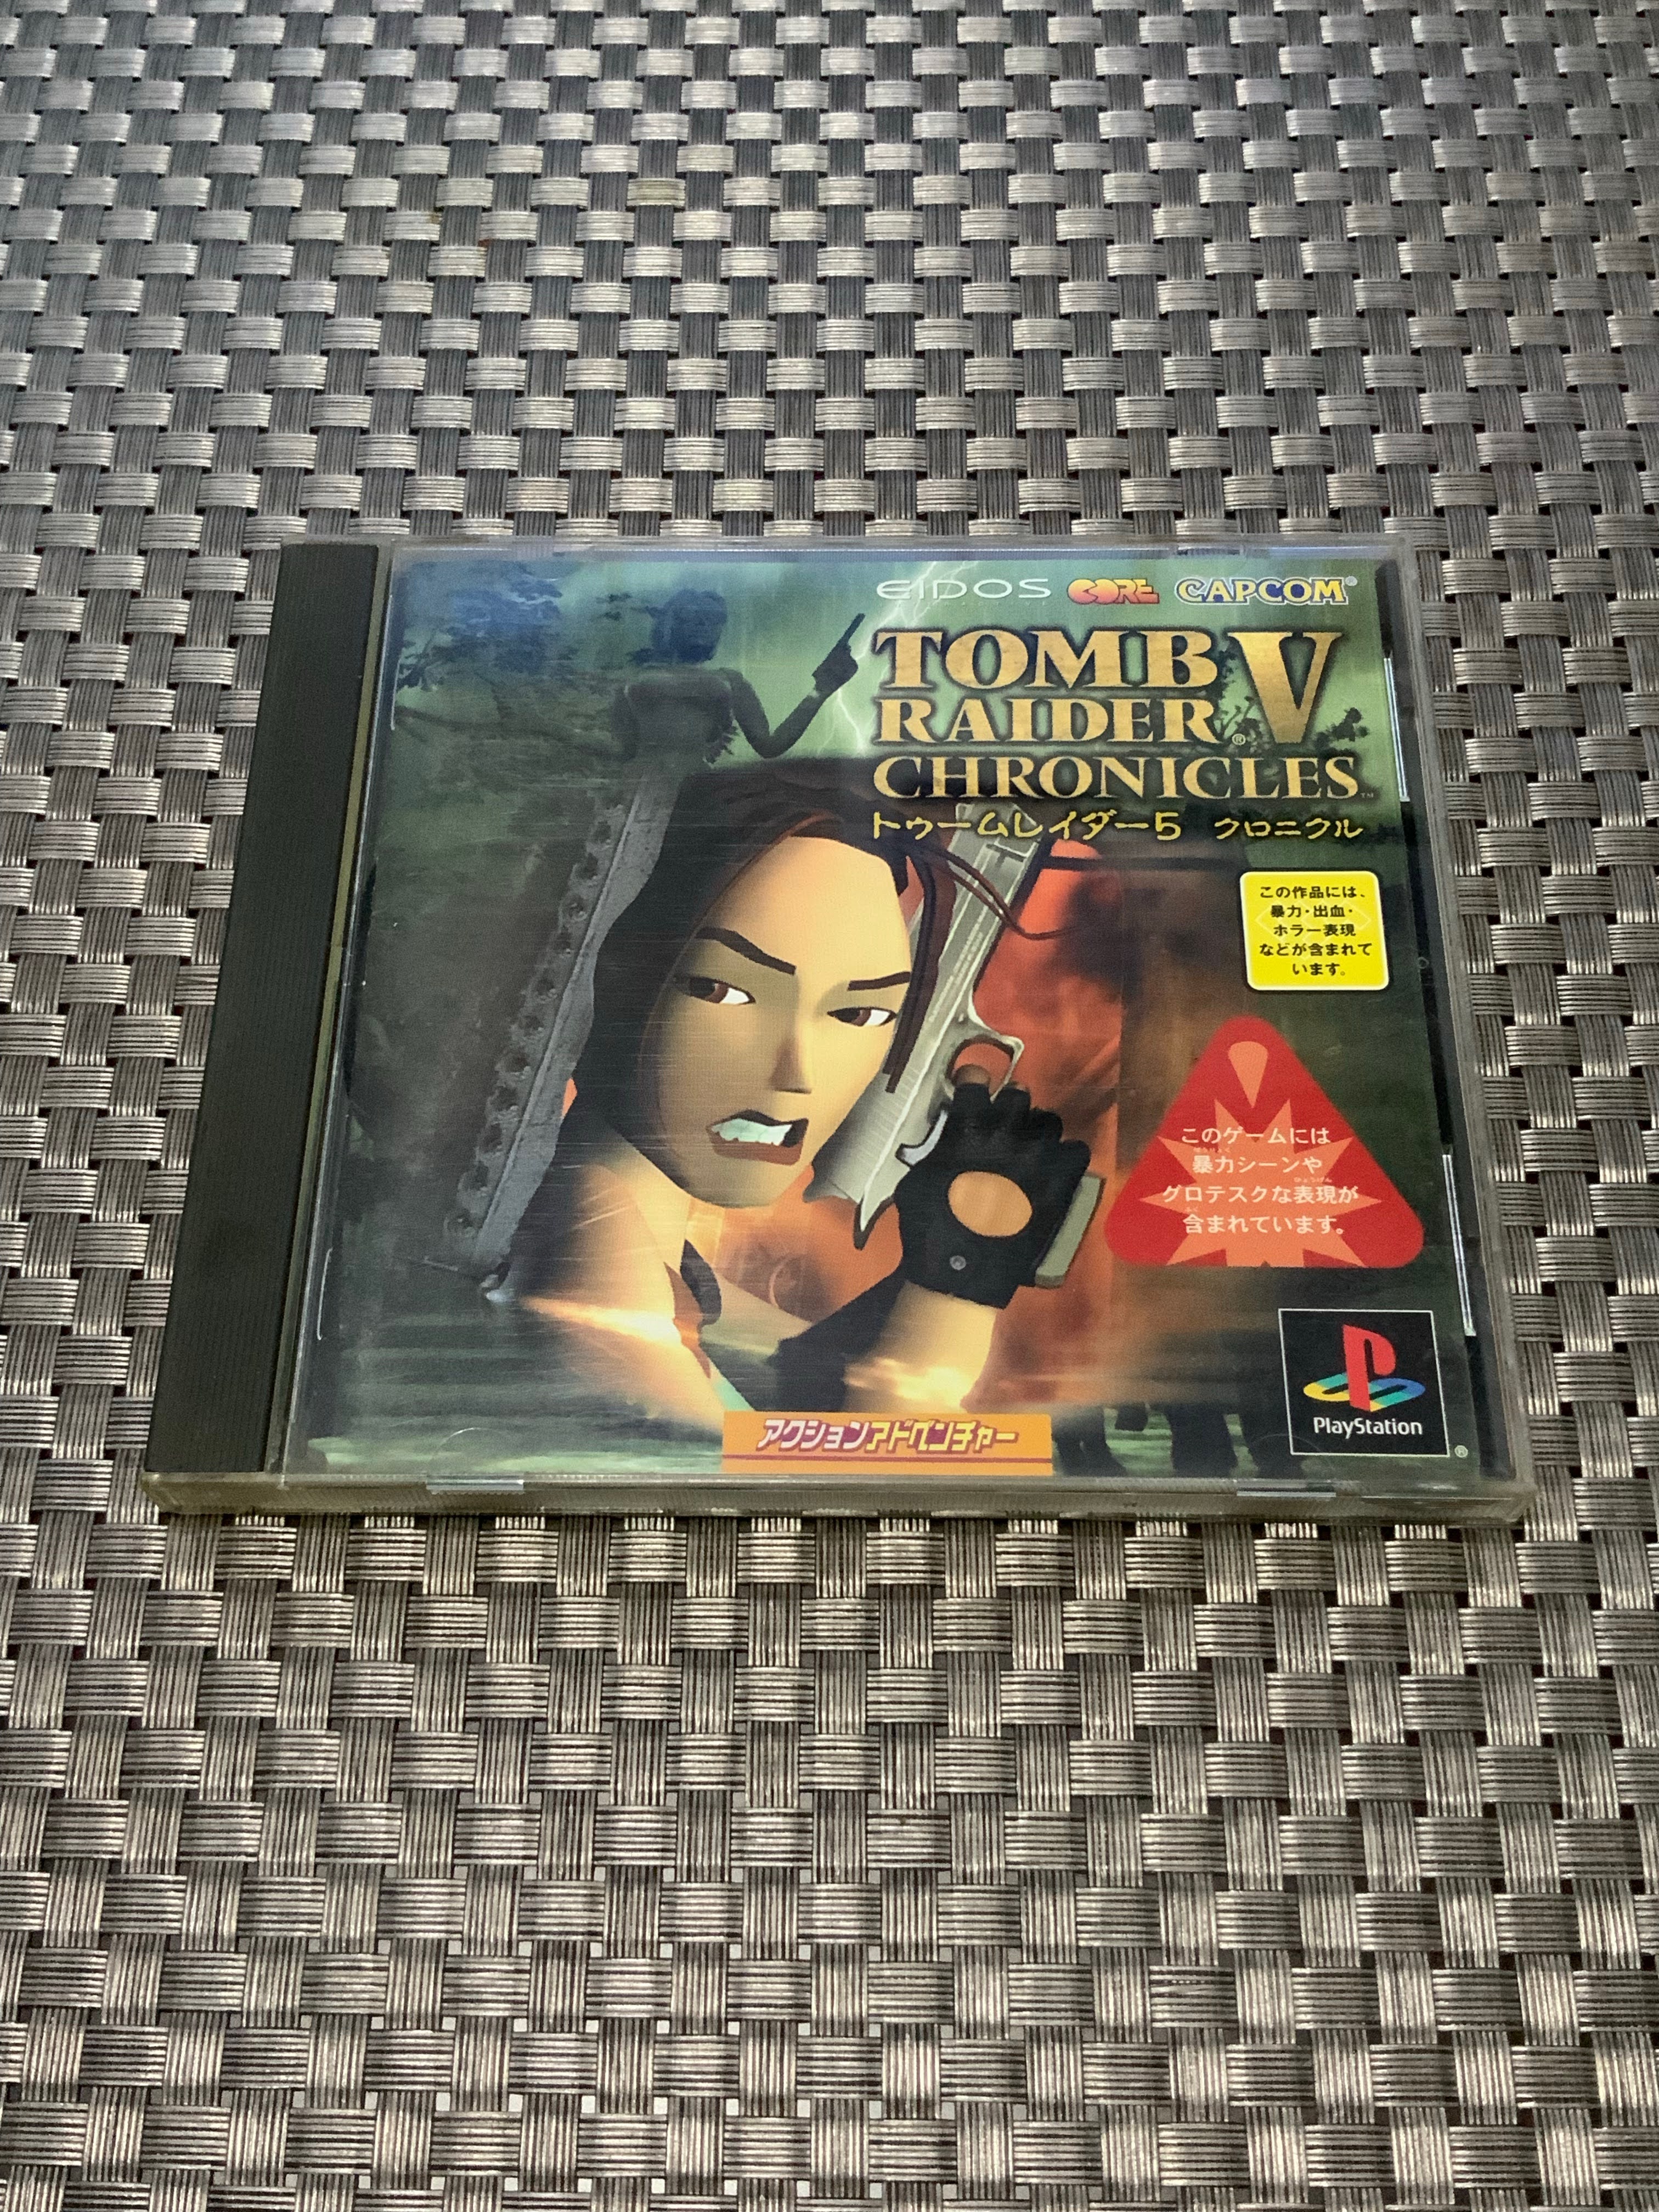 EIDOS CORE CAPCOM®
TOMB
RAIDER® V
CHRONICLES™
トゥームレイダー5 クロニクル
この作品には、
暴力・出血・
ホラー表現
などが含まれて
います。
このゲームには
暴力シーンや
グロテスクな表現が
含まれています。
PlayStation
®
アクションアドベンチャー